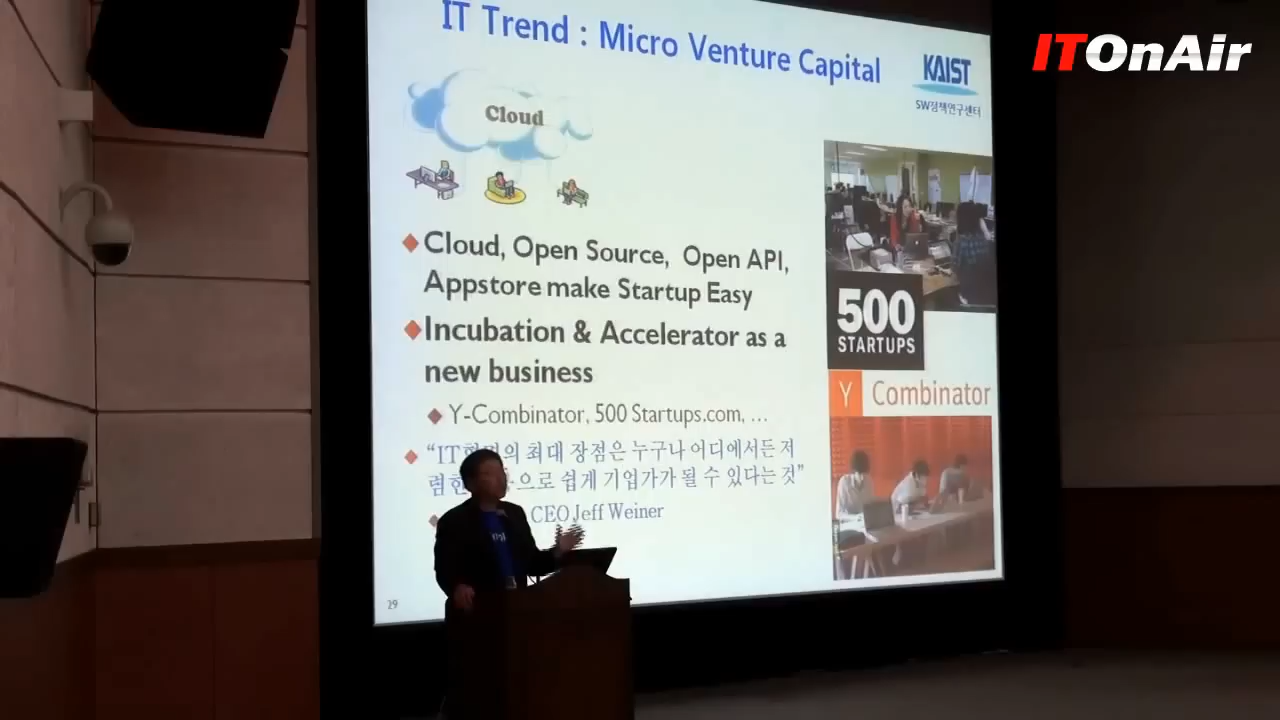 IT Trend : Micro Venture Capital
ITOnAir
KAIST
SW정책연구센터
Cloud
Cloud, Open Source, Open API,
Appstore make Startup Easy
Incubation & Accelerator as a
new business
Y-Combinator, 500 Startups.com, ...
"IT 의 최대 장점은 누구나 어디에서든 저
렴한 으로 쉽게 기업가가 될 수 있다는 것"
CEO Jeff Weiner
500
STARTUPS
Y Combinator
29